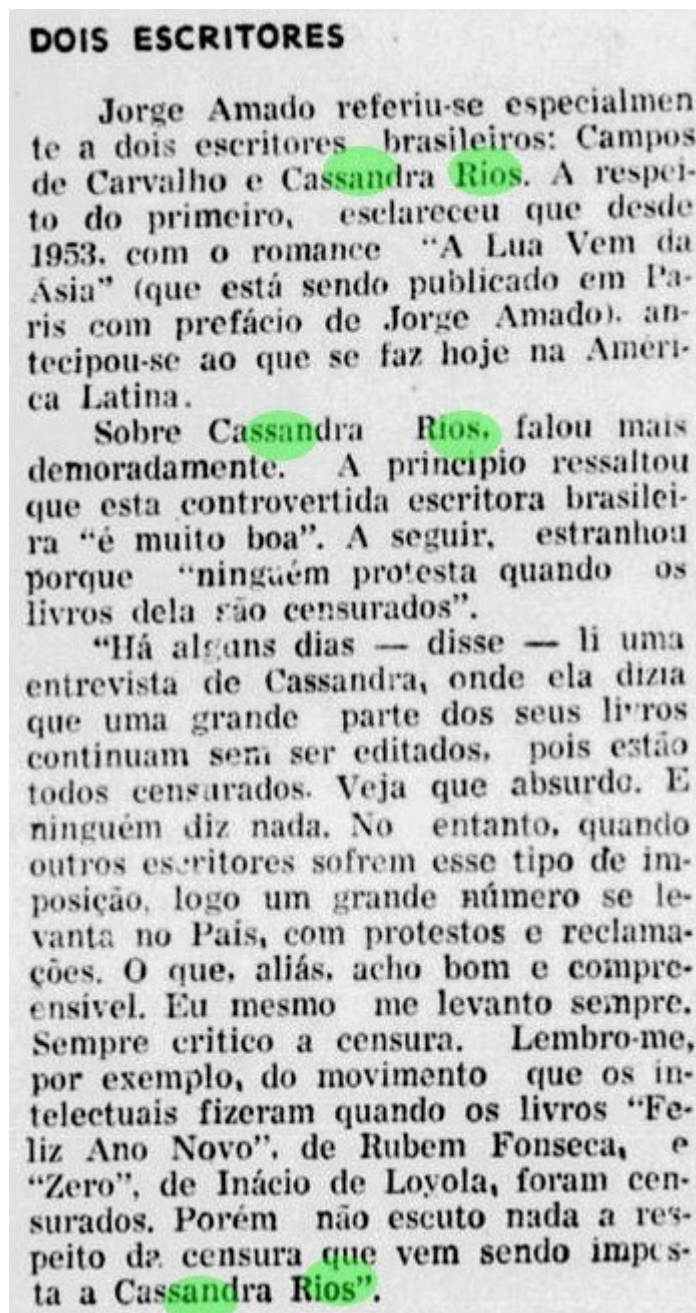 DOIS ESCRITORES
Jorge Amado referiu-se especialmen
te a dois escritores brasileiros: Campos
de Carvalho e Cassandra Rios. A respei-
to do primeiro, esclareceu que desde
1953, com o romance "A Lua Vem da
Ásia" (que está sendo publicado em Pa-
ris com prefácio de Jorge Amado), an-
tecipou-se ao que se faz hoje na Améri-
ca Latina.
Sobre Cassandra Rios, falou mais
demoradamente. A princípio ressaltou
que esta controvertida escritora brasilei-
ra "é muito boa". A seguir, estranhou
porque "ninguém protesta quando os
livros dela são censurados".
"Há alguns dias — disse — li uma
entrevista de Cassandra, onde ela dizia
que uma grande parte dos seus livros
continuam sem ser editados, pois estão
todos censurados. Veja que absurdo. E
ninguém diz nada. No entanto, quando
outros escritores sofrem esse tipo de im-
posição, logo um grande número se le-
vanta no País, com protestos e reclama-
ções. O que, aliás, acho bom e compre-
ensível. Eu mesmo me levanto sempre.
Sempre critico a censura. Lembro-me,
por exemplo, do movimento que os in-
telectuais fizeram quando os livros "Fe-
liz Ano Novo", de Rubem Fonseca, e
"Zero", de Inácio de Loyola, foram cen-
surados. Porém não escuto nada a res-
peito da censura que vem sendo impos-
ta a Cassandra Rios".